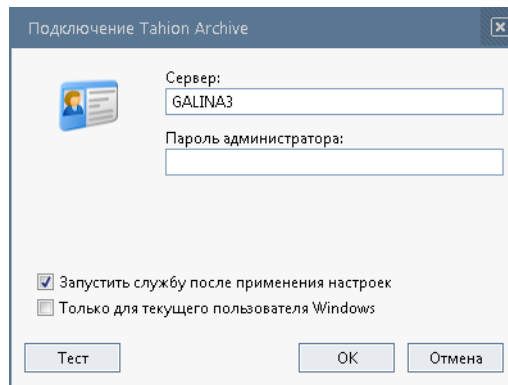 Подключение Tahion Archive
Сервер:
GALINA3
Пароль администратора:
Запустить службу после применения настроек
Только для текущего пользователя Windows
Тест
OK
Отмена